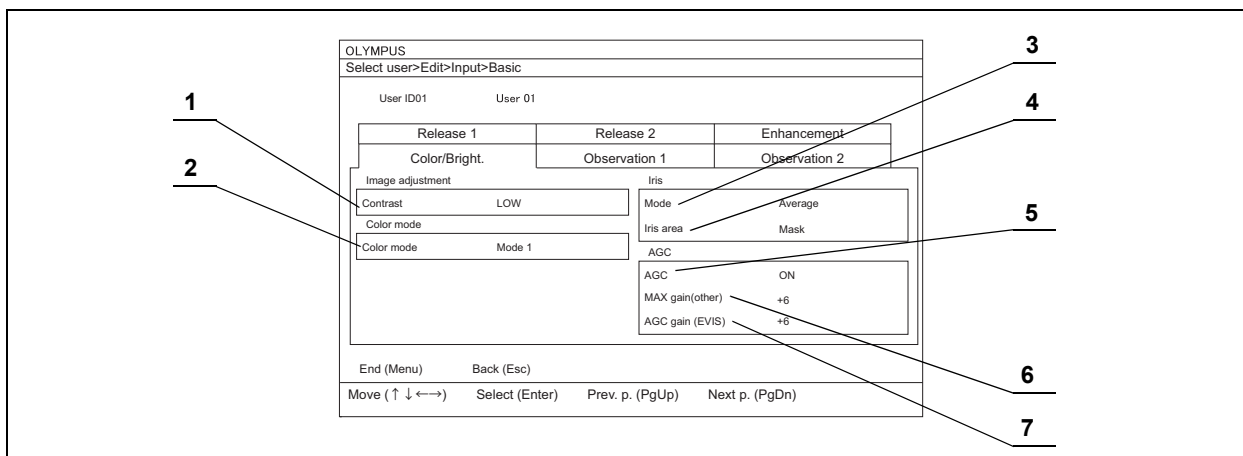 OLYMPUS
Select user>Edit>Input>Basic
User ID01 User 01
Release 1 Release 2 Enhancement
Color/Bright. Observation 1 Observation 2
Image adjustment
Contrast LOW
Color mode
Color mode Mode 1
Iris
Mode Average
Iris area Mask
AGC
AGC ON
MAX gain(other) +6
AGC gain (EVIS) +6
End (Menu) Back (Esc)
Move (↑↓←→) Select (Enter) Prev. p. (PgUp) Next p. (PgDn)
1
2
3
4
5
6
7